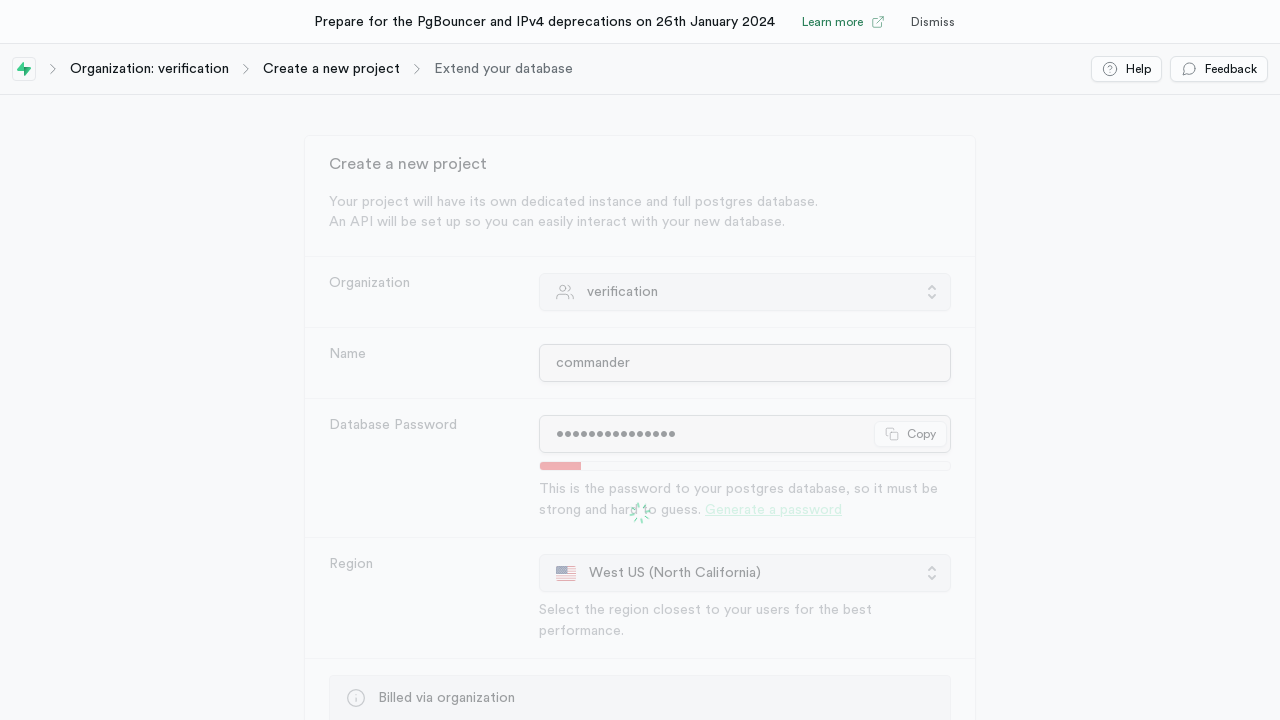 Prepare for the PgBouncer and IPv4 deprecations on 26th January 2024 Learn more Dismiss
Organization: verification Create a new project Extend your database Help Feedback
Create a new project
Your project will have its own dedicated instance and full postgres database.
An API will be set up so you can easily interact with your new database.
Organization verification
Name commander
Database Password ••••••••••••••• Copy
This is the password to your postgres database, so it must be
strong and hard to guess. Generate a password
Region West US (North California)
Select the region closest to your users for the best
performance.
Billed via organization